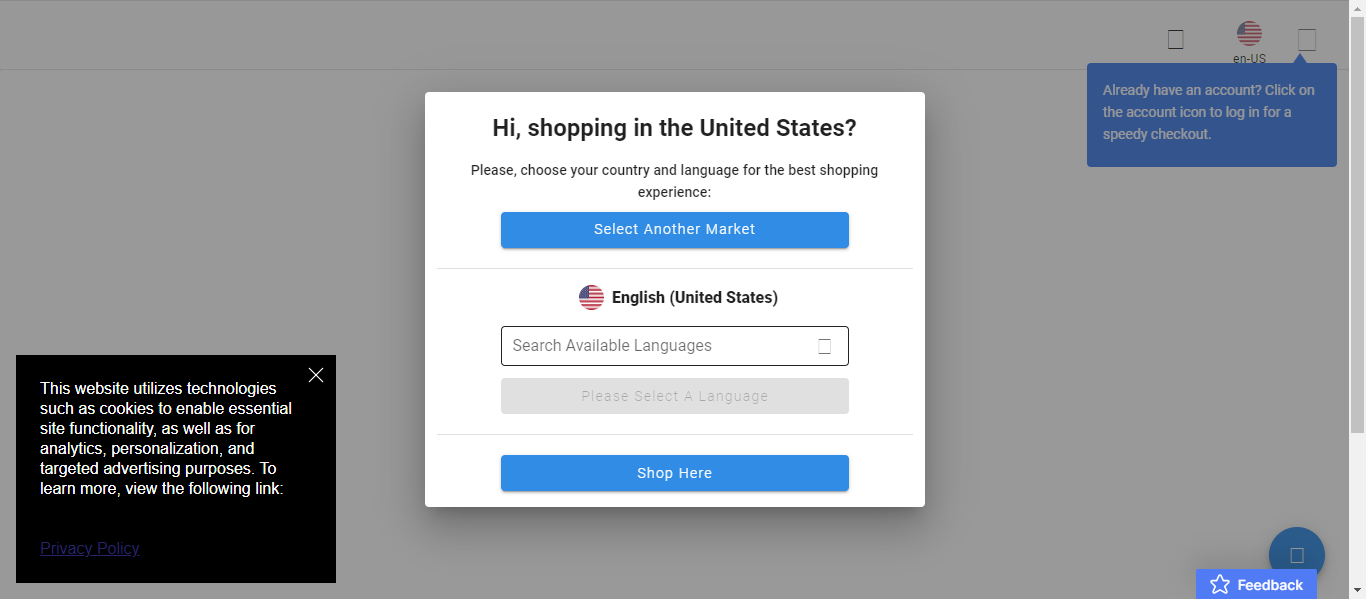 en-US
Already have an account? Click on
the account icon to log in for a
speedy checkout.
Hi, shopping in the United States?
Please, choose your country and language for the best shopping
experience:
Select Another Market
English (United States)
Search Available Languages
Please Select A Language
Shop Here
This website utilizes technologies
such as cookies to enable essential
site functionality, as well as for
analytics, personalization, and
targeted advertising purposes. To
learn more, view the following link:
Privacy Policy
Feedback